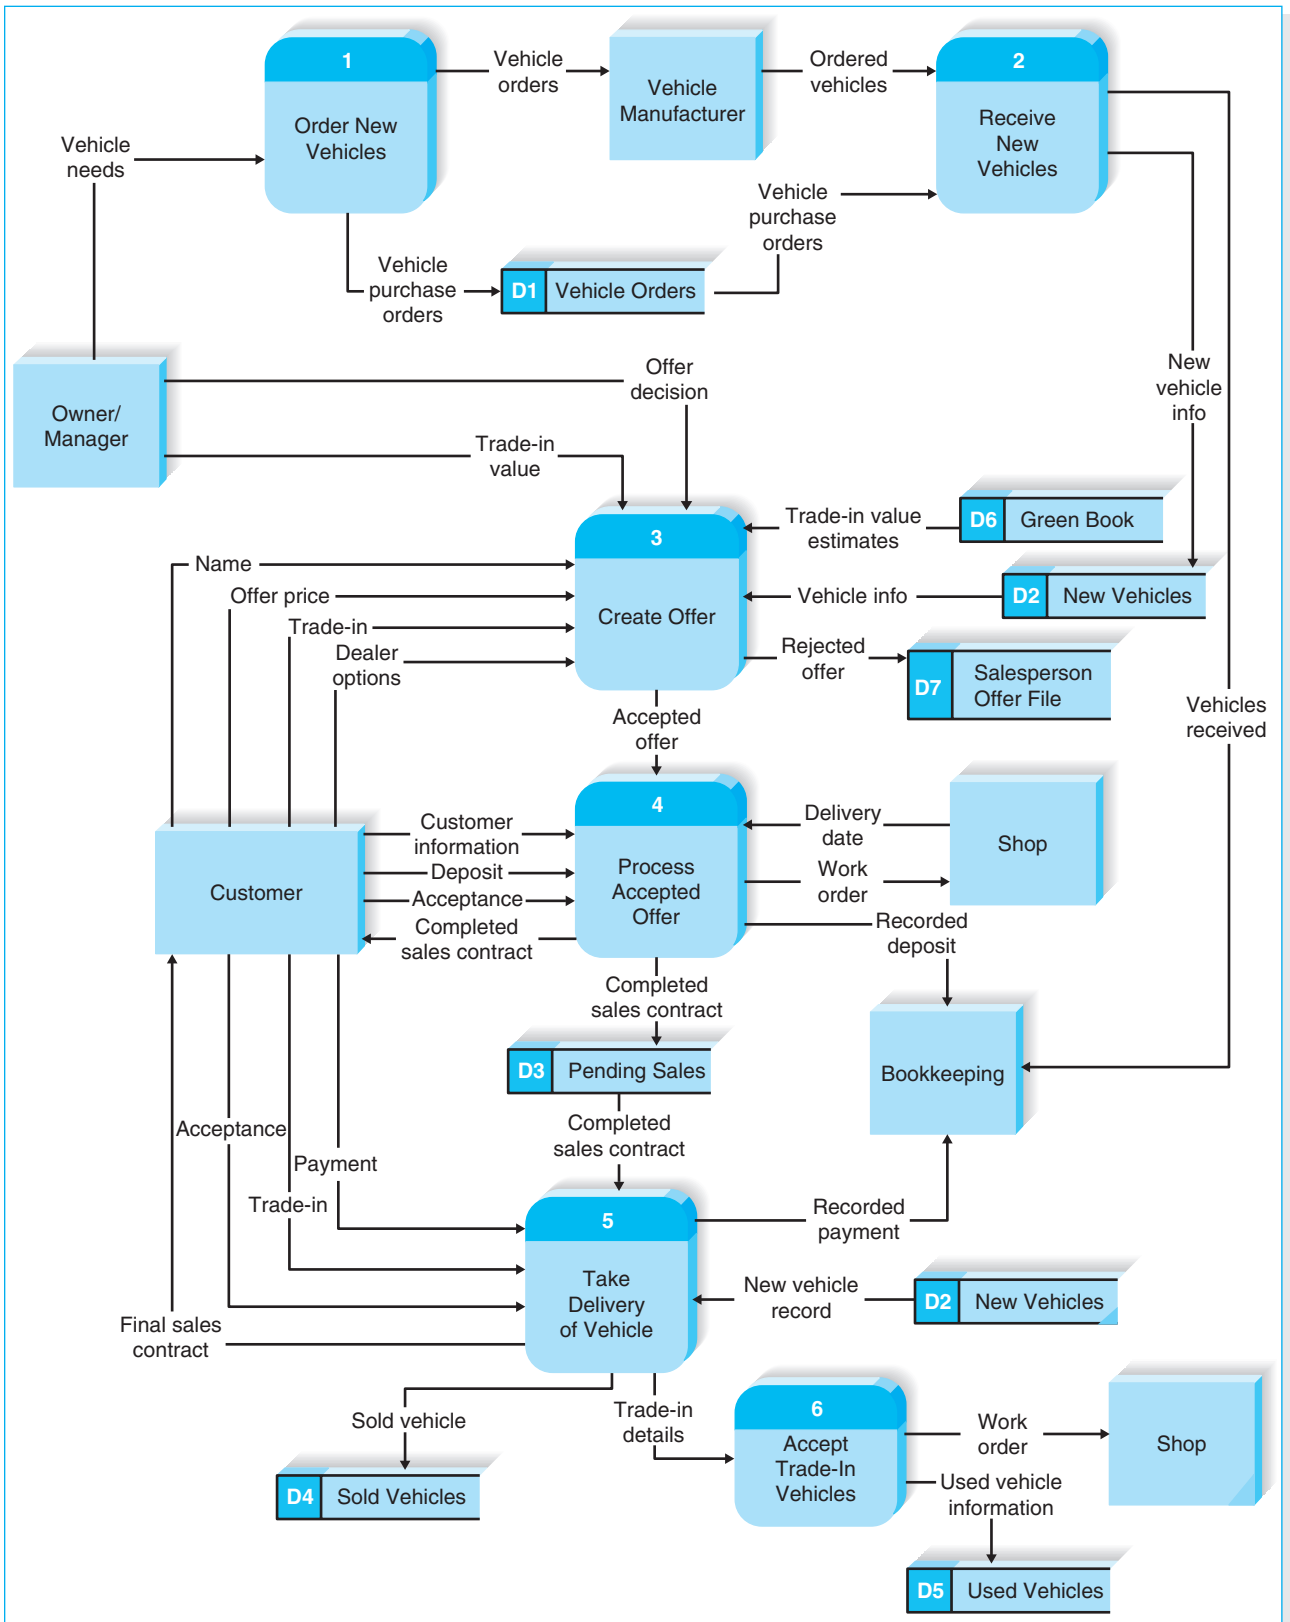 1
Order New
Vehicles
Vehicle
orders
Vehicle
Manufacturer
Ordered
vehicles
2
Receive
New
Vehicles
Vehicle
needs
Vehicle
purchase
orders
Vehicle
purchase
orders
D1
Vehicle Orders
Owner/
Manager
Offer
decision
New
vehicle
info
Trade-in
value
3
Create Offer
Trade-in value
estimates
D6
Green Book
Name
Offer price
Trade-in
Dealer
options
Vehicle info
D2
New Vehicles
Rejected
offer
D7
Salesperson
Offer File
Vehicles
received
Accepted
offer
4
Process
Accepted
Offer
Delivery
date
Shop
Work
order
Customer
Customer
information
Deposit
Acceptance
Completed
sales contract
Recorded
deposit
Completed
sales contract
D3
Pending Sales
Bookkeeping
Completed
sales contract
Acceptance
Payment
Trade-in
5
Take
Delivery
of Vehicle
Recorded
payment
New vehicle
record
D2
New Vehicles
Final sales
contract
Sold vehicle
Trade-in
details
6
Accept
Trade-In
Vehicles
Work
order
Shop
D4
Sold Vehicles
Used vehicle
information
D5
Used Vehicles